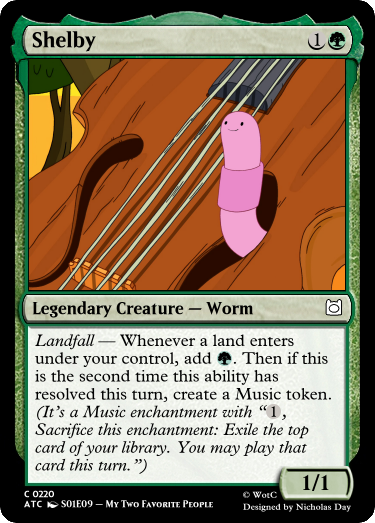 Shelby 1
Legendary Creature — Worm
Landfall — Whenever a land enters
under your control, add . Then if this
is the second time this ability has
resolved this turn, create a Music token.
(It's a Music enchantment with “1,
Sacrifice this enchantment: Exile the top
card of your library. You may play that
card this turn.”)
1/1
C 0220
ATC S01E09 – My Two Favorite People
© WotC
Designed by Nicholas Day